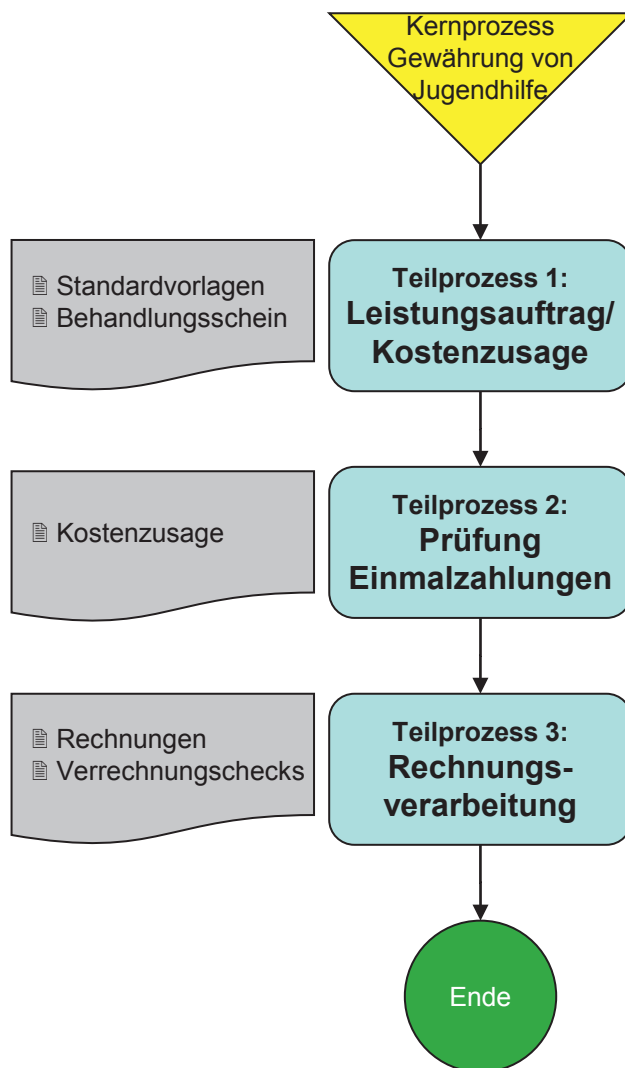 Kernprozess
Gewährung von
Jugendhilfe
Standardvorlagen
Behandlungsschein
Teilprozess 1:
Leistungsauftrag/
Kostenzusage
Kostenzusage
Teilprozess 2:
Prüfung
Einmalzahlungen
Rechnungen
Verrechnungschecks
Teilprozess 3:
Rechnungs-
verarbeitung
Ende